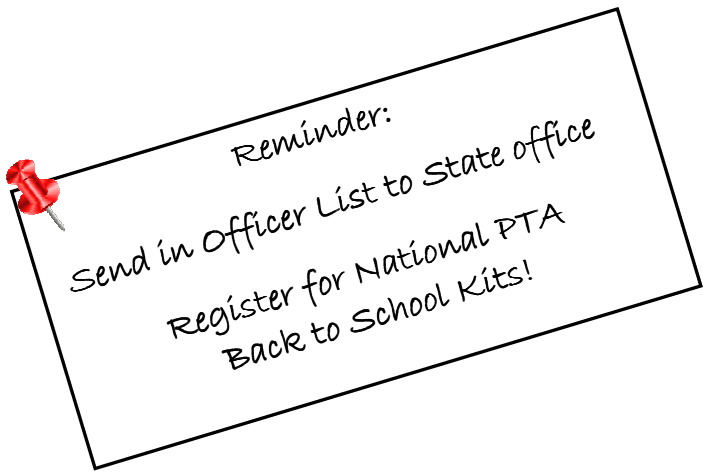 Reminder:
Send in Officer List to State office
Register for National PTA
Back to School Kits!